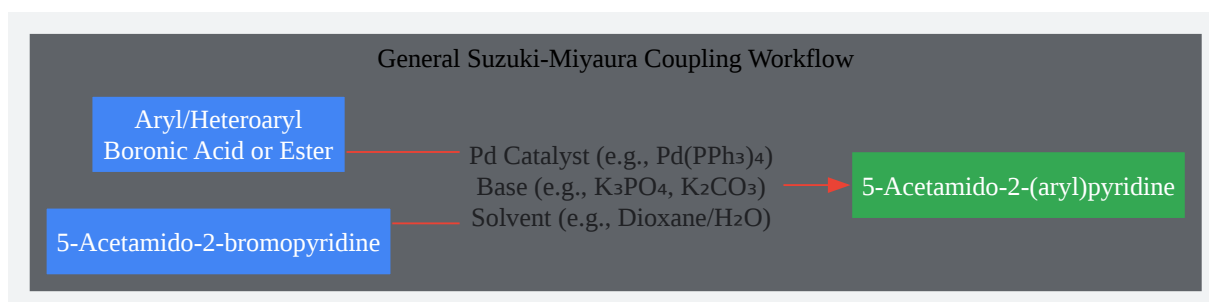 General Suzuki-Miyaura Coupling Workflow
Aryl/Heteroaryl
Boronic Acid or Ester
5-Acetamido-2-bromopyridine
Pd Catalyst (e.g., Pd(PPh₃)₄)
Base (e.g., K₃PO₄, K₂CO₃)
Solvent (e.g., Dioxane/H₂O)
5-Acetamido-2-(aryl)pyridine